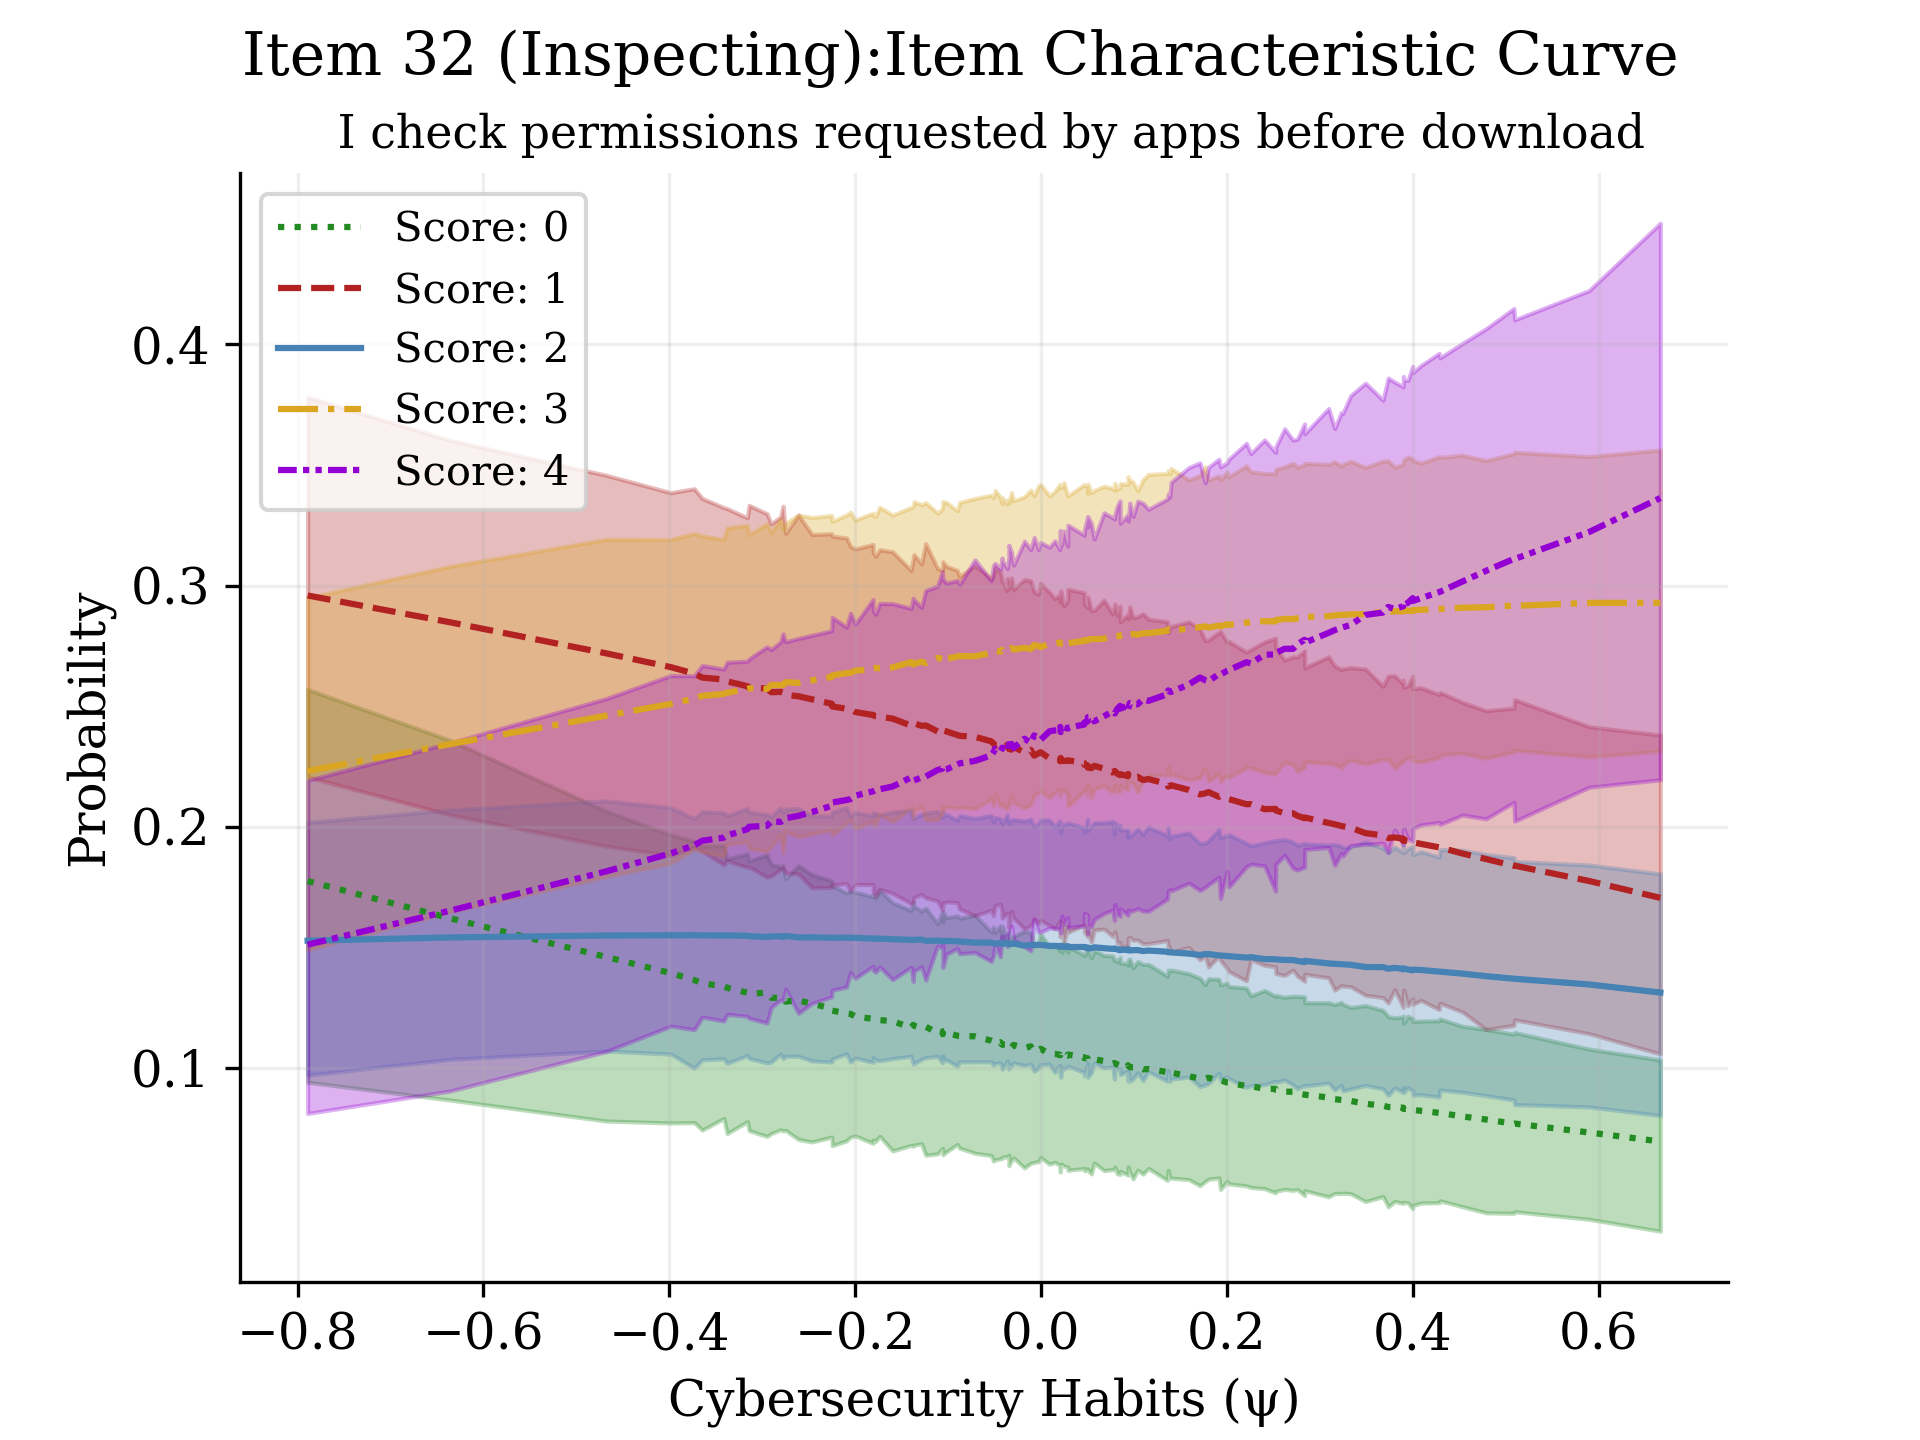 Item 32 (Inspecting):Item Characteristic Curve
I check permissions requested by apps before download
Score: 0
Score: 1
Score: 2
Score: 3
Score: 4
0.4
0.3
0.2
0.1
Probability
−0.8
−0.6
−0.4
−0.2
0.0
0.2
0.4
0.6
Cybersecurity Habits (ψ)